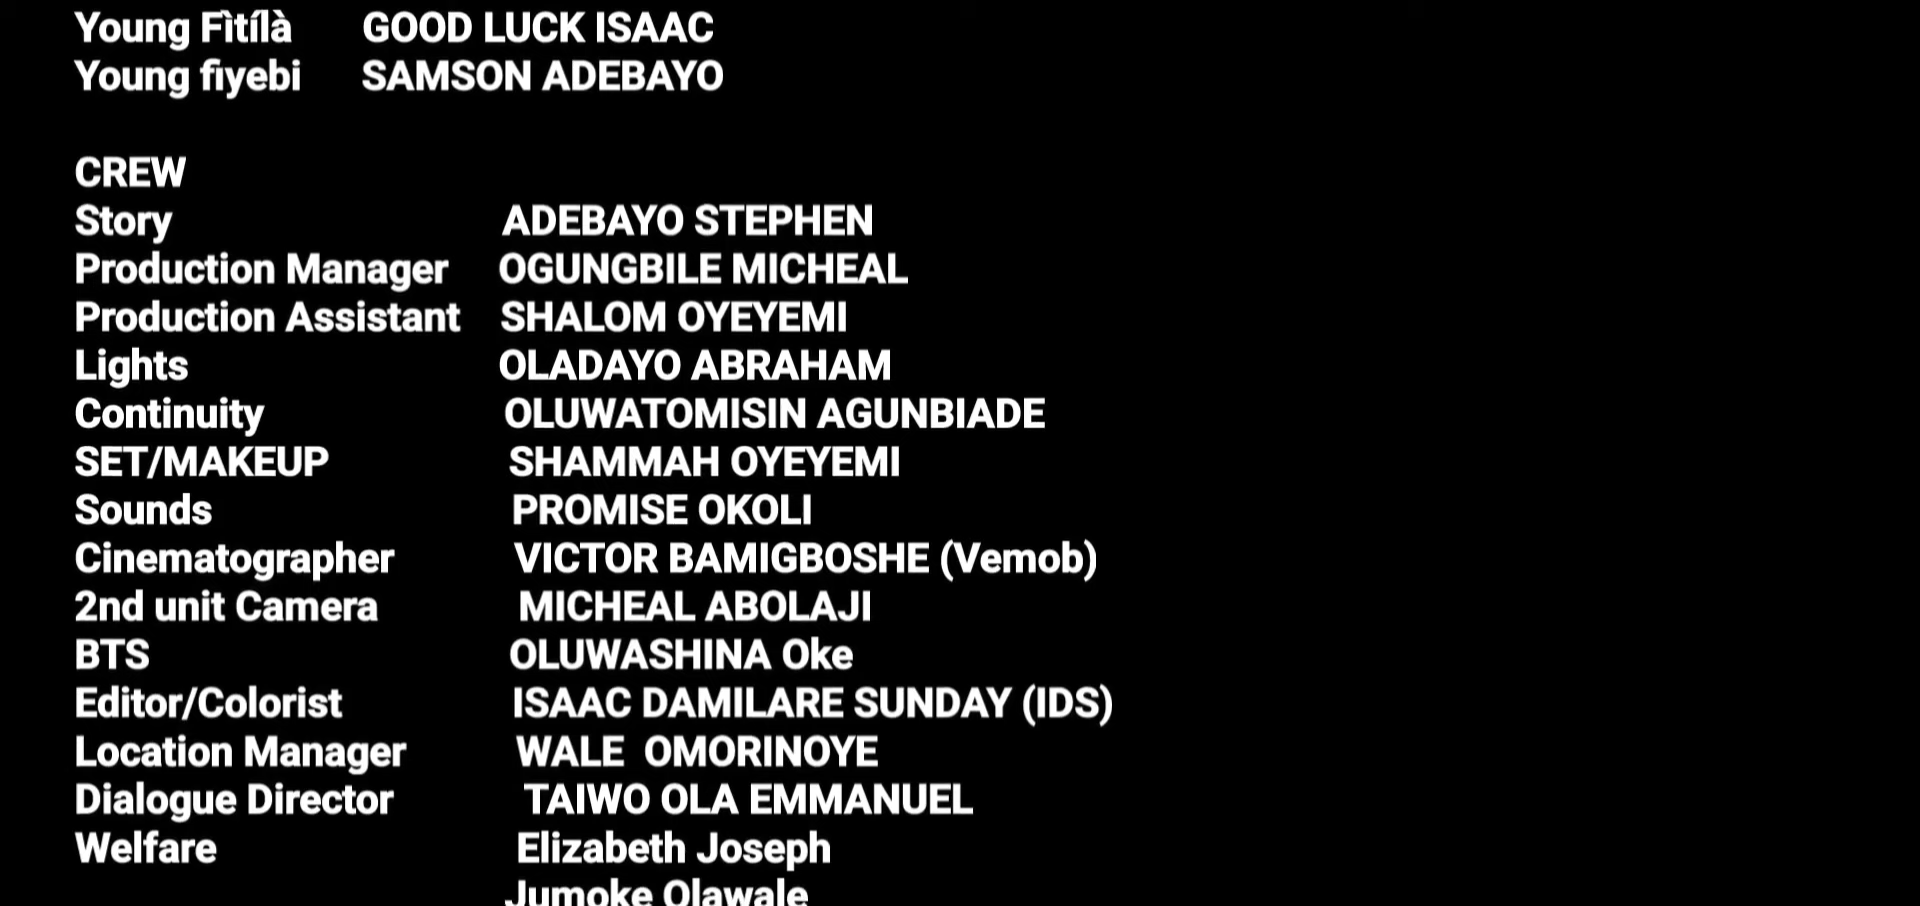 Young Fìtílà GOOD LUCK ISAAC
Young fiyebi SAMSON ADEBAYO
CREW
Story ADEBAYO STEPHEN
Production Manager OGUNGBILE MICHEAL
Production Assistant SHALOM OYEYEMI
Lights OLADAYO ABRAHAM
Continuity OLUWATOMISIN AGUNBIADE
SET/MAKEUP SHAMMAH OYEYEMI
Sounds PROMISE OKOLI
Cinematographer VICTOR BAMIGBOSHE (Vemob)
2nd unit Camera MICHEAL ABOLAJI
BTS OLUWASHINA Oke
Editor/Colorist ISAAC DAMILARE SUNDAY (IDS)
Location Manager WALE OMORINOYE
Dialogue Director TAIWO OLA EMMANUEL
Welfare Elizabeth Joseph
Jumoke Olawale